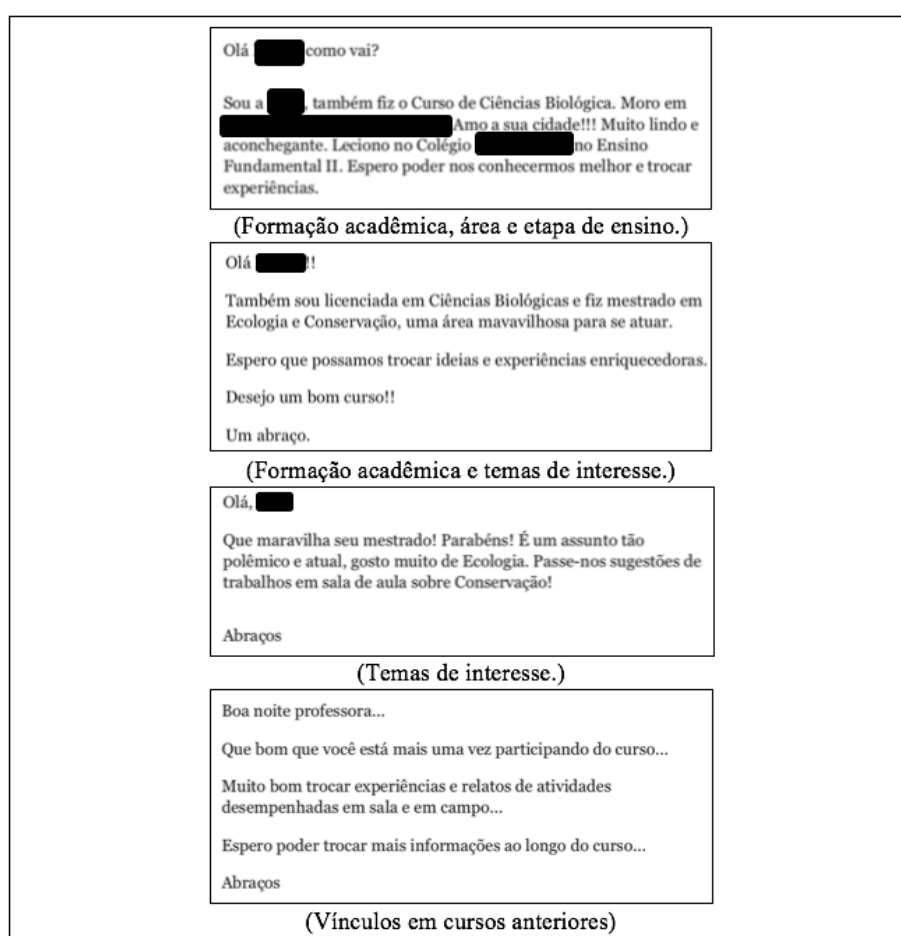 Olá como vai?
Sou a , também fiz o Curso de Ciências Biológica. Moro em
Amo a sua cidade!!! Muito lindo e
aconchegante. Leciono no Colégio no Ensino
Fundamental II. Espero poder nos conhecermos melhor e trocar
experiências.
(Formação acadêmica, área e etapa de ensino.)
Olá !!
Também sou licenciada em Ciências Biológicas e fiz mestrado em
Ecologia e Conservação, uma área mavavilhosa para se atuar.
Espero que possamos trocar ideias e experiências enriquecedoras.
Desejo um bom curso!!
Um abraço.
(Formação acadêmica e temas de interesse.)
Olá,
Que maravilha seu mestrado! Parabéns! É um assunto tão
polêmico e atual, gosto muito de Ecologia. Passe-nos sugestões de
trabalhos em sala de aula sobre Conservação!
Abraços
(Temas de interesse.)
Boa noite professora...
Que bom que você está mais uma vez participando do curso...
Muito bom trocar experiências e relatos de atividades
desempenhadas em sala e em campo...
Espero poder trocar mais informações ao longo do curso...
Abraços
(Vínculos em cursos anteriores)